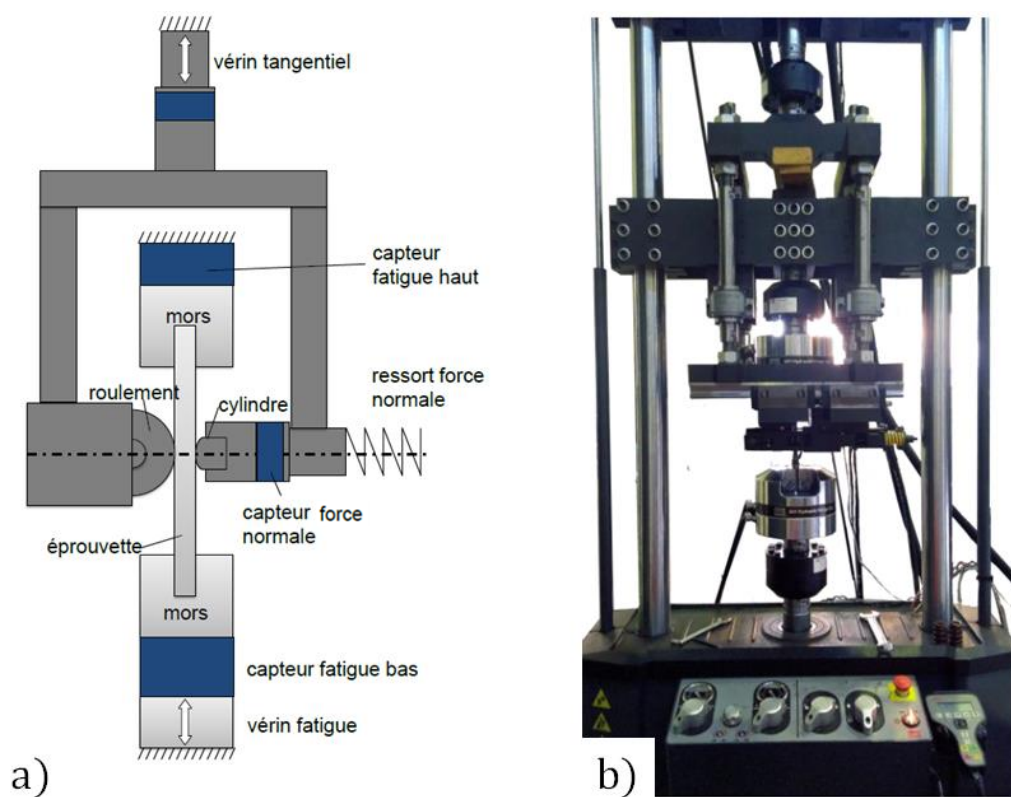 vérin tangentiel
capteur
fatigue haut
mors
roulement
cylindre
ressort force
normale
capteur force
normale
éprouvette
mors
capteur fatigue bas
vérin fatigue
a)
b)